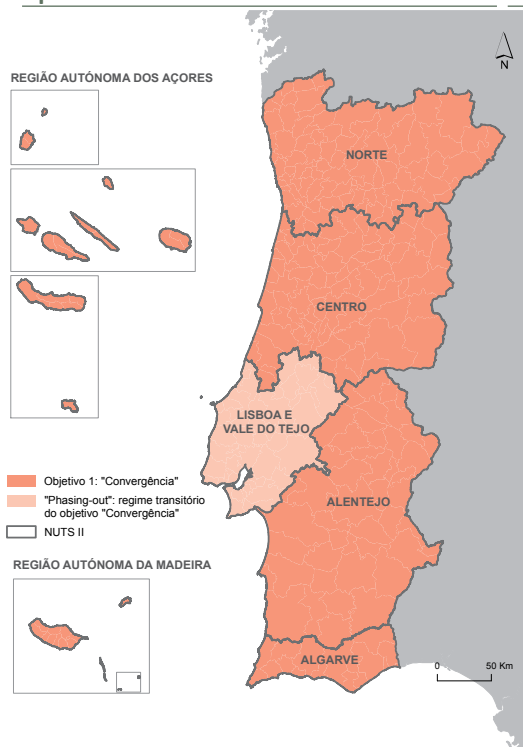 N
REGIÃO AUTÓNOMA DOS AÇORES
NORTE
CENTRO
LISBOA E
VALE DO TEJO
Objetivo 1: "Convergência"
"Phasing-out": regime transitório
do objetivo "Convergência"
NUTS II
ALENTEJO
REGIÃO AUTÓNOMA DA MADEIRA
ALGARVE
0 50 Km